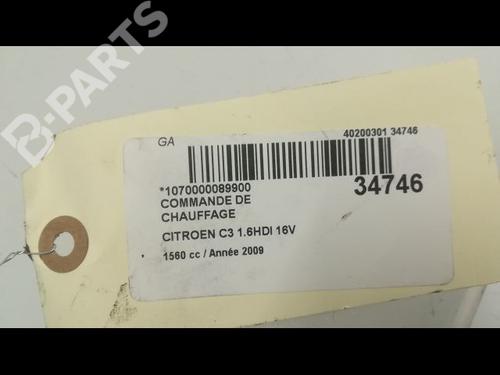 B-PARTS
GA
40200301 34746
*1070000089900
34746
COMMANDE DE
CHAUFFAGE
CITROEN C3 1.6HDI 16V
1560 cc / Année 2009